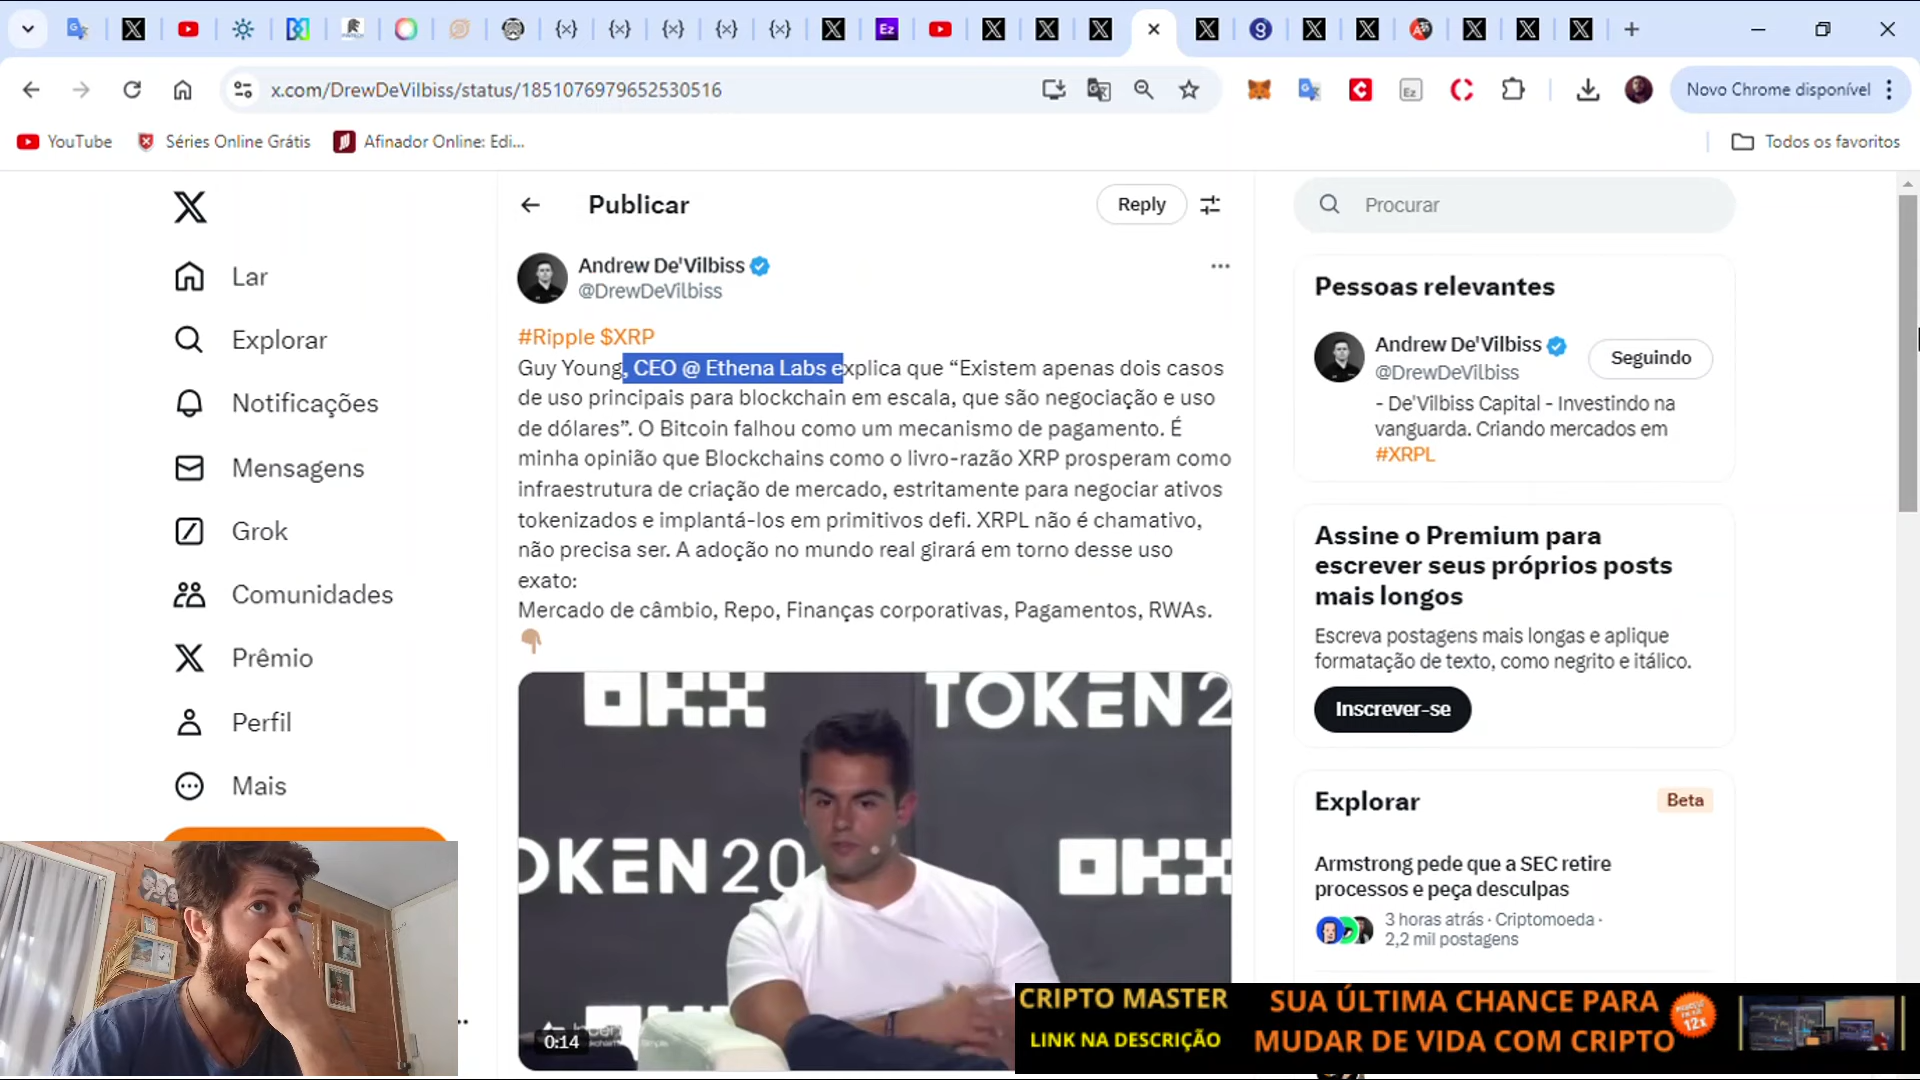 x.com/DrewDeVilbiss/status/1851076979652530516
Novo Chrome disponível
YouTube
Séries Online Grátis
Afinador Online: Edi...
Todos os favoritos
Lar
Explorar
Notificações
Mensagens
Grok
Comunidades
Prêmio
Perfil
Mais
Publicar
Reply
Andrew De'Vilbiss
@DrewDeVilbiss
#Ripple $XRP
Guy Young, CEO @ Ethena Labs explica que “Existem apenas dois casos
de uso principais para blockchain em escala, que são negociação e uso
de dólares”. O Bitcoin falhou como um mecanismo de pagamento. É
minha opinião que Blockchains como o livro-razão XRP prosperam como
infraestrutura de criação de mercado, estritamente para negociar ativos
tokenizados e implantá-los em primitivos defi. XRPL não é chamativo,
não precisa ser. A adoção no mundo real girará em torno desse uso
exato:
Mercado de câmbio, Repo, Finanças corporativas, Pagamentos, RWAs.
OKX
TOKEN2
OKEN20
OKX
0:14
Procurar
Pessoas relevantes
Andrew De'Vilbiss
@DrewDeVilbiss
Seguindo
- De'Vilbiss Capital - Investindo na
vanguarda. Criando mercados em
#XRPL
Assine o Premium para
escrever seus próprios posts
mais longos
Escreva postagens mais longas e aplique
formatação de texto, como negrito e itálico.
Inscrever-se
Explorar
Beta
Armstrong pede que a SEC retire
processos e peça desculpas
3 horas atrás · Criptomoeda ·
2,2 mil postagens
CRIPTO MASTER
LINK NA DESCRIÇÃO
SUA ÚLTIMA CHANCE PARA
MUDAR DE VIDA COM CRIPTO
12x